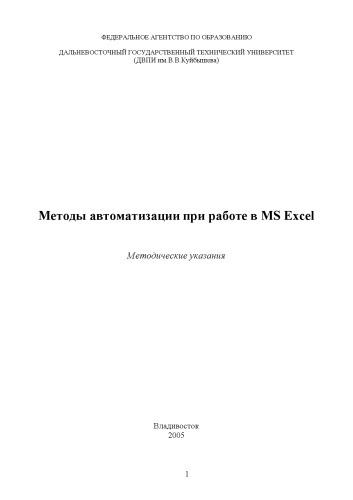 ФЕДЕРАЛЬНОЕ АГЕНТСТВО ПО ОБРАЗОВАНИЮ
ДАЛЬНЕВОСТОЧНЫЙ ГОСУДАРСТВЕННЫЙ ТЕХНИЧЕСКИЙ УНИВЕРСИТЕТ
(ДВПИ им.В.В.Куйбышева)
Методы автоматизации при работе в MS Excel
Методические указания
Владивосток
2005
1